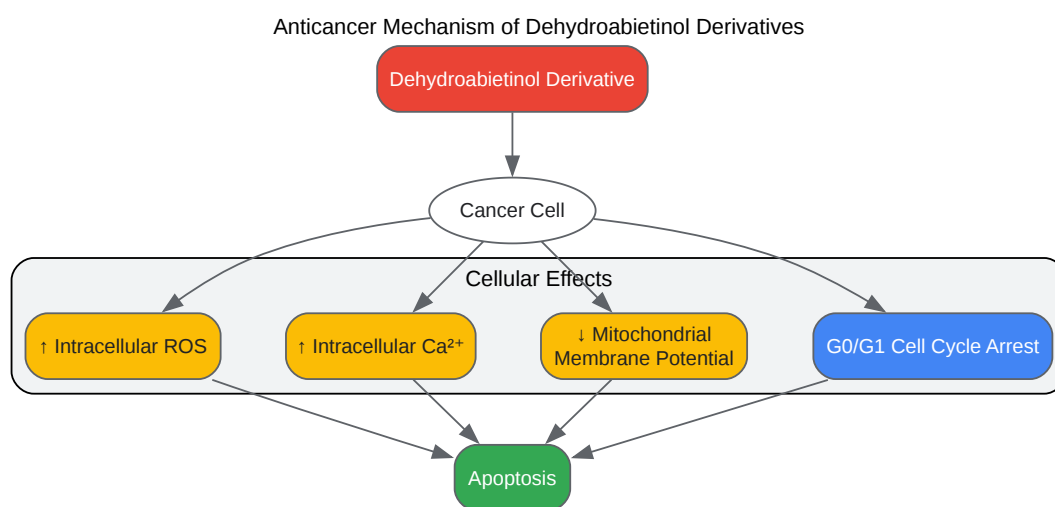 Anticancer Mechanism of Dehydroabietinol Derivatives
Dehydroabietinol Derivative
Cancer Cell
Cellular Effects
↑ Intracellular ROS
↑ Intracellular Ca²⁺
↓ Mitochondrial
Membrane Potential
G0/G1 Cell Cycle Arrest
Apoptosis